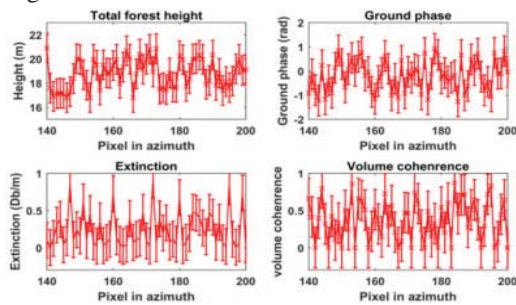 Total forest height
Height (m)
22
20
18
16
140
160
180
200
Pixel in azimuth
Ground phase
Ground phase (rad)
2
1
0
-1
-2
140
160
180
200
Pixel in azimuth
Extinction
Extinction (Db/m)
1
0.5
0
140
160
180
200
Pixel in azimuth
Volume cohenrence
volume cohenrence
1
0.5
0
140
160
180
200
Pixel in azimuth